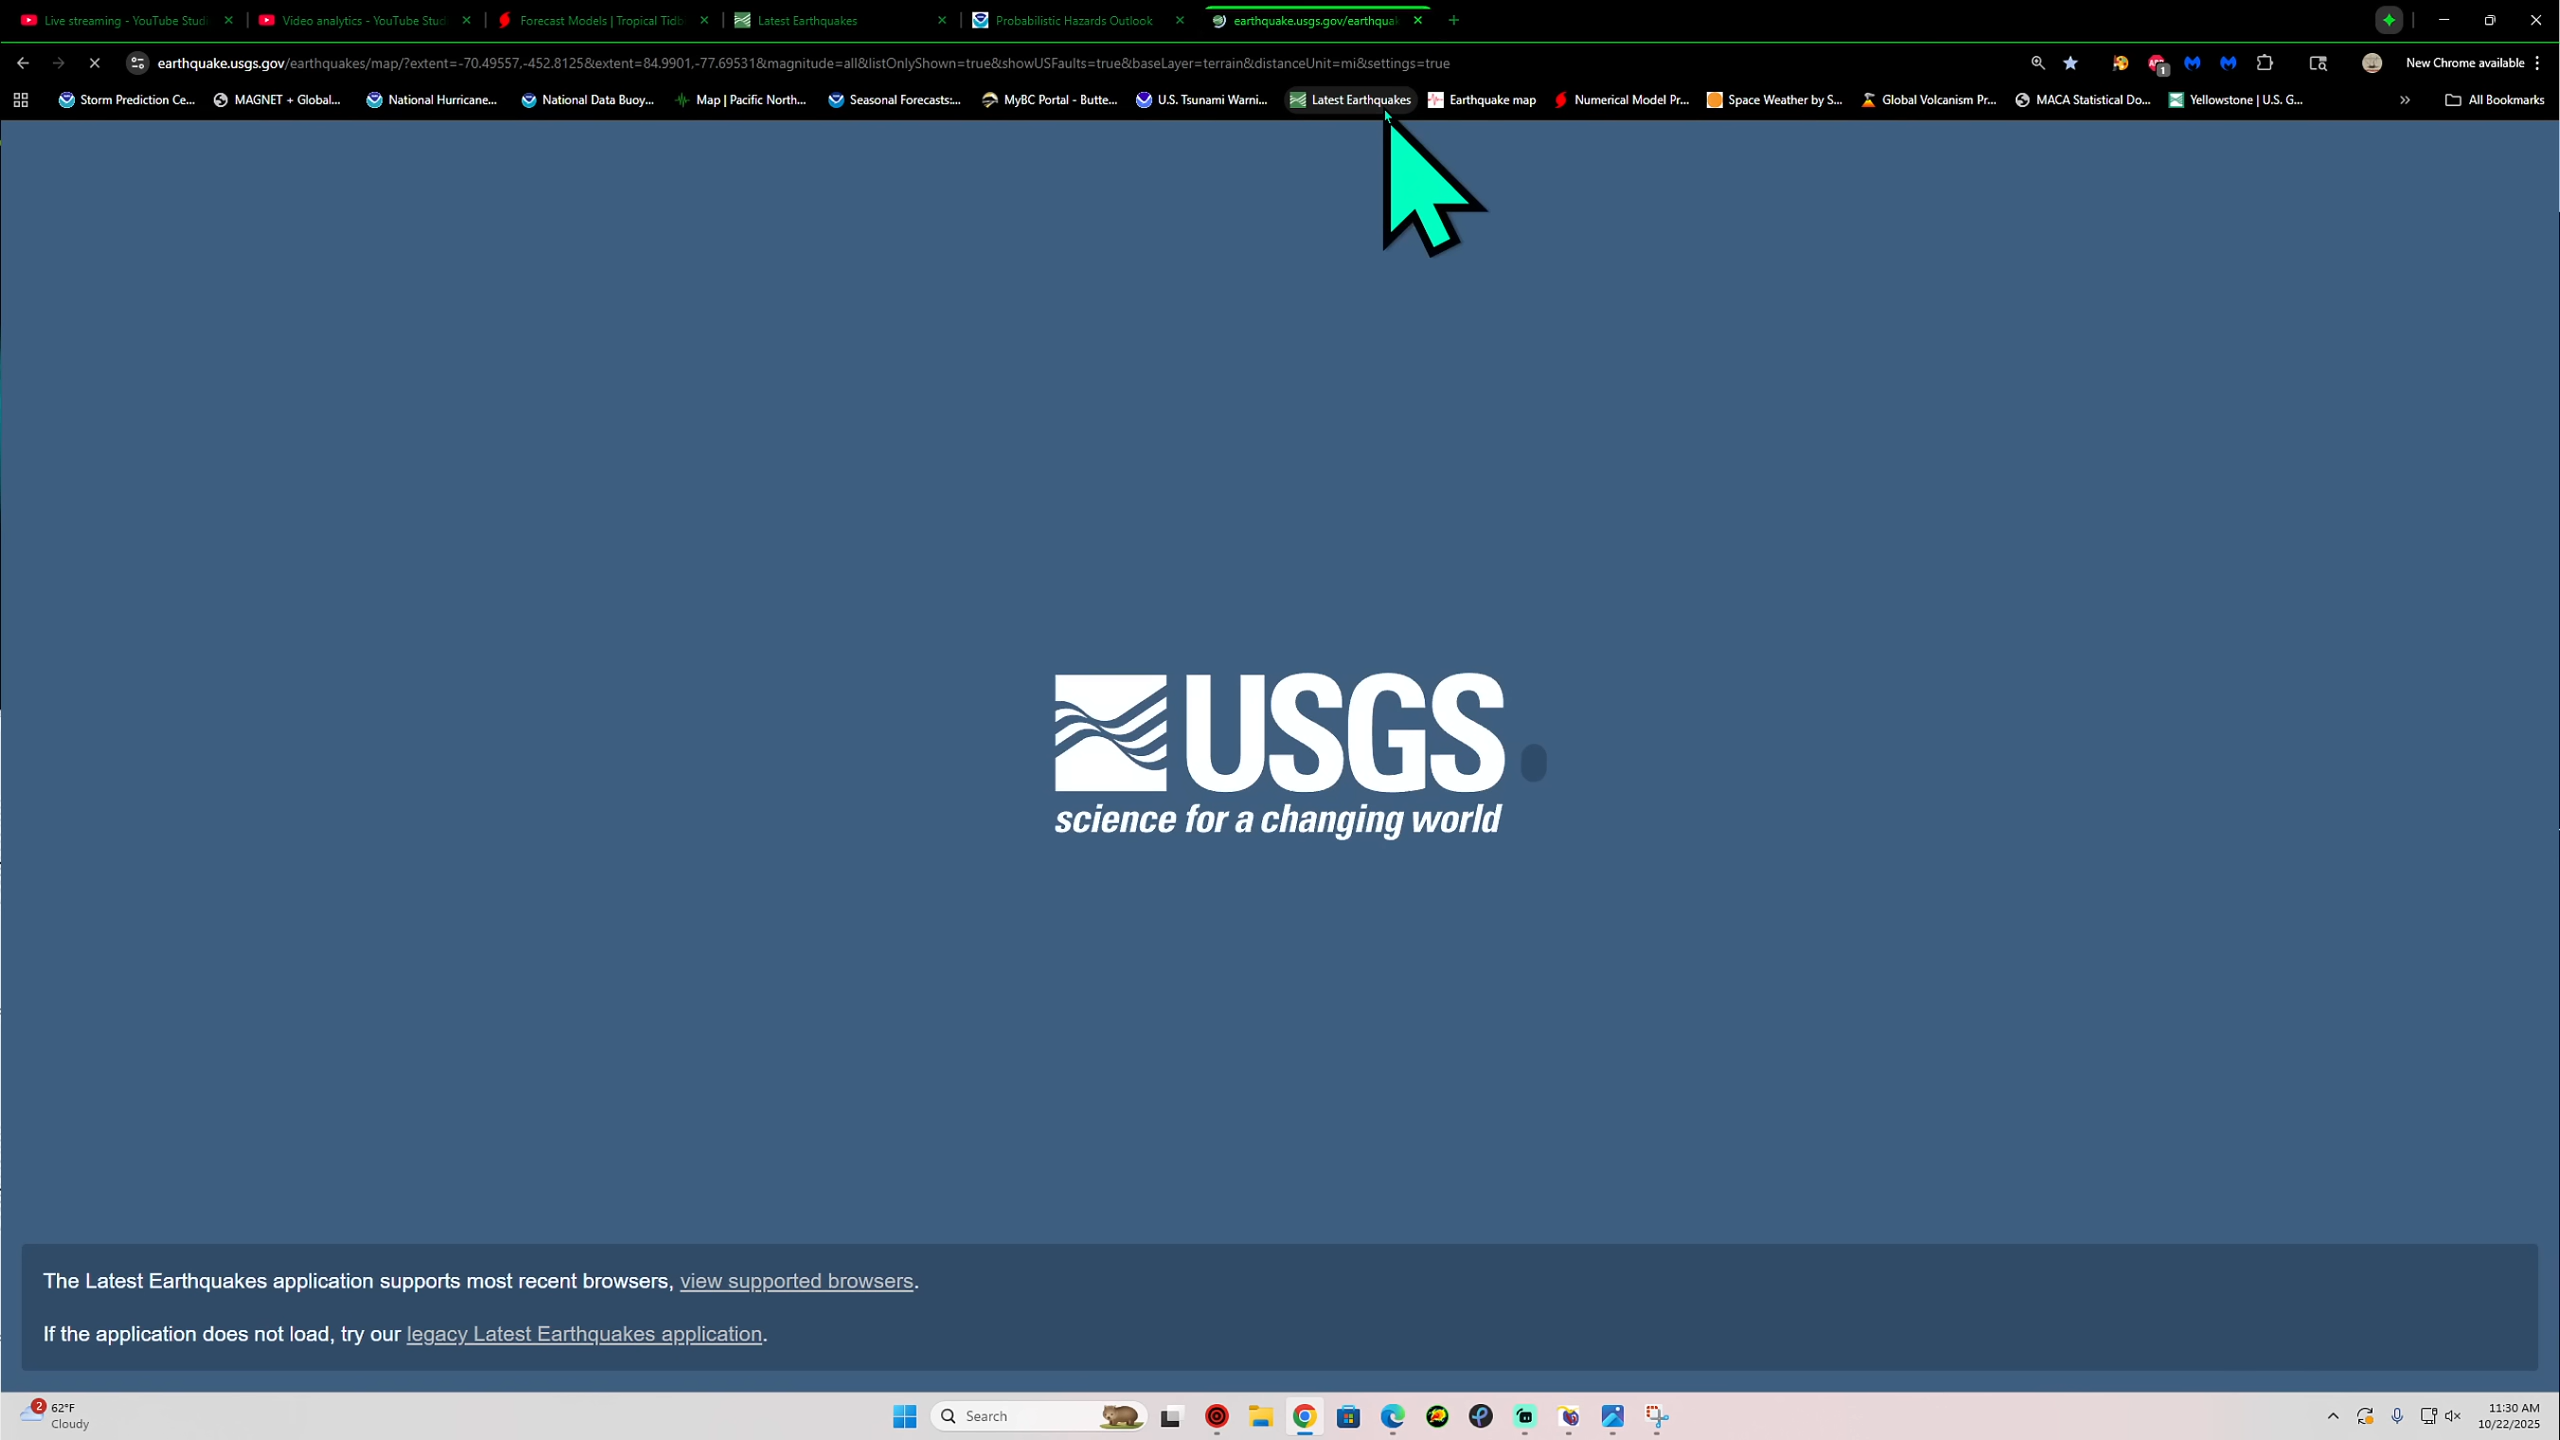 Live streaming - YouTube Studi
Video analytics - YouTube Stud
Forecast Models | Tropical Tidb
Latest Earthquakes
Probabilistic Hazards Outlook
earthquake.usgs.gov/earthqua
earthquake.usgs.gov/earthquakes/map/?extent=-70.49557,-452.8125&extent=84.9901,-77.69531&magnitude=all&listOnlyShown=true&showUSFaults=true&baseLayer=terrain&distanceUnit=mi&settings=true
1
New Chrome available
Storm Prediction Ce...
MAGNET + Global...
National Hurricane...
National Data Buoy...
Map | Pacific North...
Seasonal Forecasts:...
MyBC Portal - Butte...
U.S. Tsunami Warni...
Latest Earthquakes
Earthquake map
Numerical Model Pr...
Space Weather by S...
Global Volcanism Pr...
MACA Statistical Do...
Yellowstone | U.S. G...
All Bookmarks
USGS
science for a changing world
The Latest Earthquakes application supports most recent browsers, view supported browsers.
If the application does not load, try our legacy Latest Earthquakes application.
2
62°F
Cloudy
Search
11:30 AM
10/22/2025